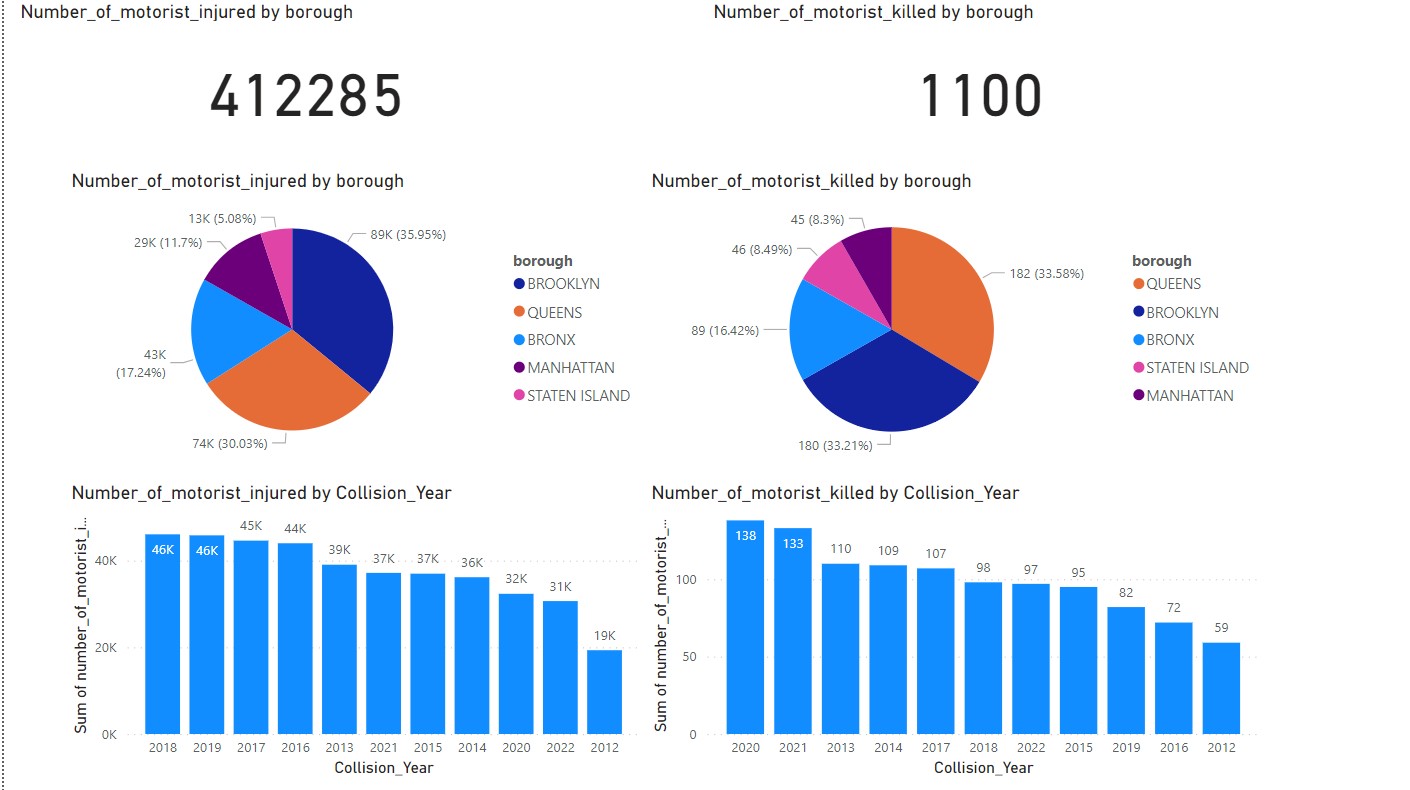 Number_of_motorist_injured by borough
Number_of_motorist_killed by borough
412285
1100
Number_of_motorist_injured by borough
13K (5.08%)
29K (11.7%)
89K (35.95%)
43K
(17.24%)
74K (30.03%)
borough
BROOKLYN
QUEENS
BRONX
MANHATTAN
STATEN ISLAND
Number_of_motorist_killed by borough
45 (8.3%)
46 (8.49%)
182 (33.58%)
89 (16.42%)
180 (33.21%)
borough
QUEENS
BROOKLYN
BRONX
STATEN ISLAND
MANHATTAN
Number_of_motorist_injured by Collision_Year
Sum of number_of_motorist_i...
40K
20K
0K
46K 46K 45K 44K 39K 37K 37K 36K 32K 31K 19K
2018 2019 2017 2016 2013 2021 2015 2014 2020 2022 2012
Collision_Year
Number_of_motorist_killed by Collision_Year
Sum of number_of_motorist_...
100
50
0
138 133 110 109 107 98 97 95 82 72 59
2020 2021 2013 2014 2017 2018 2022 2015 2019 2016 2012
Collision_Year